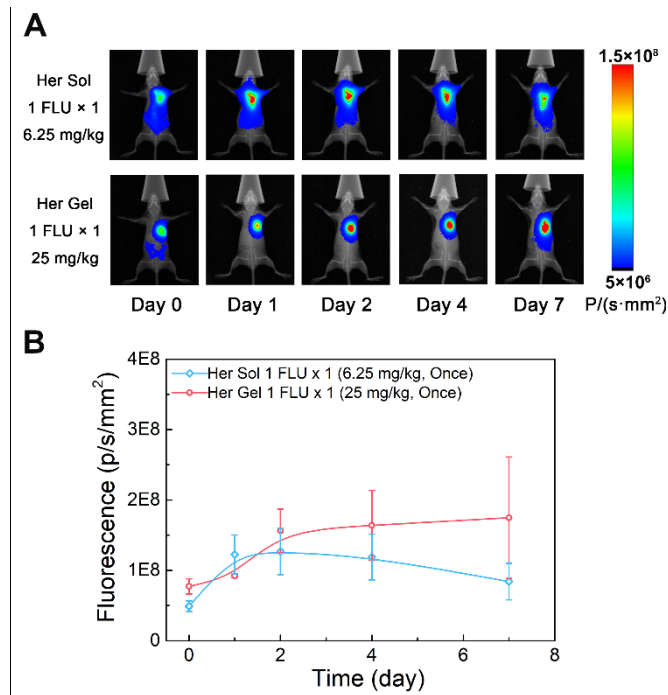 A
Her Sol
1 FLU × 1
6.25 mg/kg
Her Gel
1 FLU × 1
25 mg/kg
Day 0 Day 1 Day 2 Day 4 Day 7
1.5×10⁸
5×10⁶
P/(s·mm²)
B
Her Sol 1 FLU x 1 (6.25 mg/kg, Once)
Her Gel 1 FLU x 1 (25 mg/kg, Once)
Fluorescence (p/s/mm²)
4E8
3E8
2E8
1E8
0
0 2 4 6 8
Time (day)